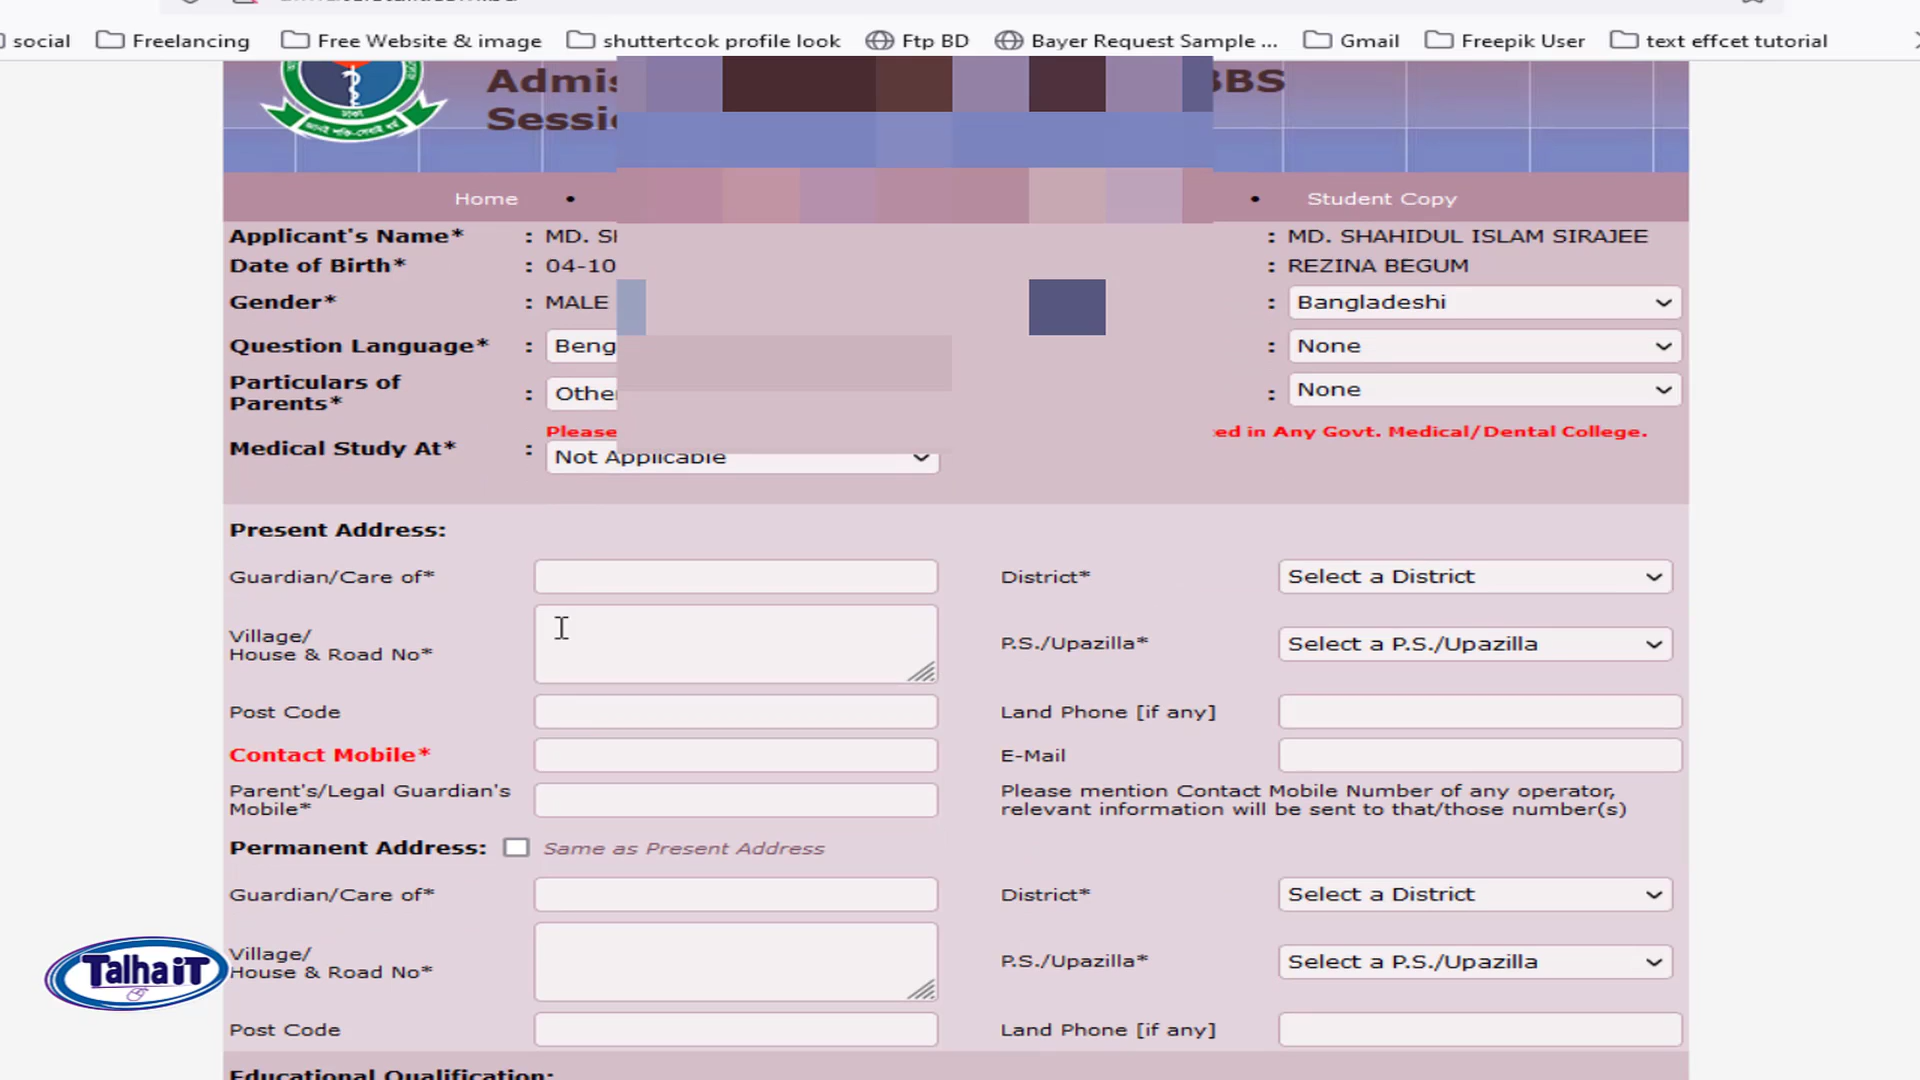 social Freelancing Free Website & image shuttertcok profile look Ftp BD Bayer Request Sample ... Gmail Freepik User text effcet tutorial
ঢাকা
Admis BBS
Sessi
Home • • Student Copy
Applicant's Name* : MD. SH : MD. SHAHIDUL ISLAM SIRAJEE
Date of Birth* : 04-10 : REZINA BEGUM
Gender* : MALE : Bangladeshi
Question Language* : Beng : None
Particulars of
Parents* : Othe : None
Please ed in Any Govt. Medical/Dental College.
Medical Study At* : Not Applicable
Present Address:
Guardian/Care of* District* Select a District
Village/
House & Road No* P.S./Upazilla* Select a P.S./Upazilla
Post Code Land Phone [if any]
Contact Mobile* E-Mail
Parent's/Legal Guardian's
Mobile*
Please mention Contact Mobile Number of any operator,
relevant information will be sent to that/those number(s)
Permanent Address: Same as Present Address
Guardian/Care of* District* Select a District
Village/
House & Road No* P.S./Upazilla* Select a P.S./Upazilla
Post Code Land Phone [if any]
Educational Qualification:
Talha iT